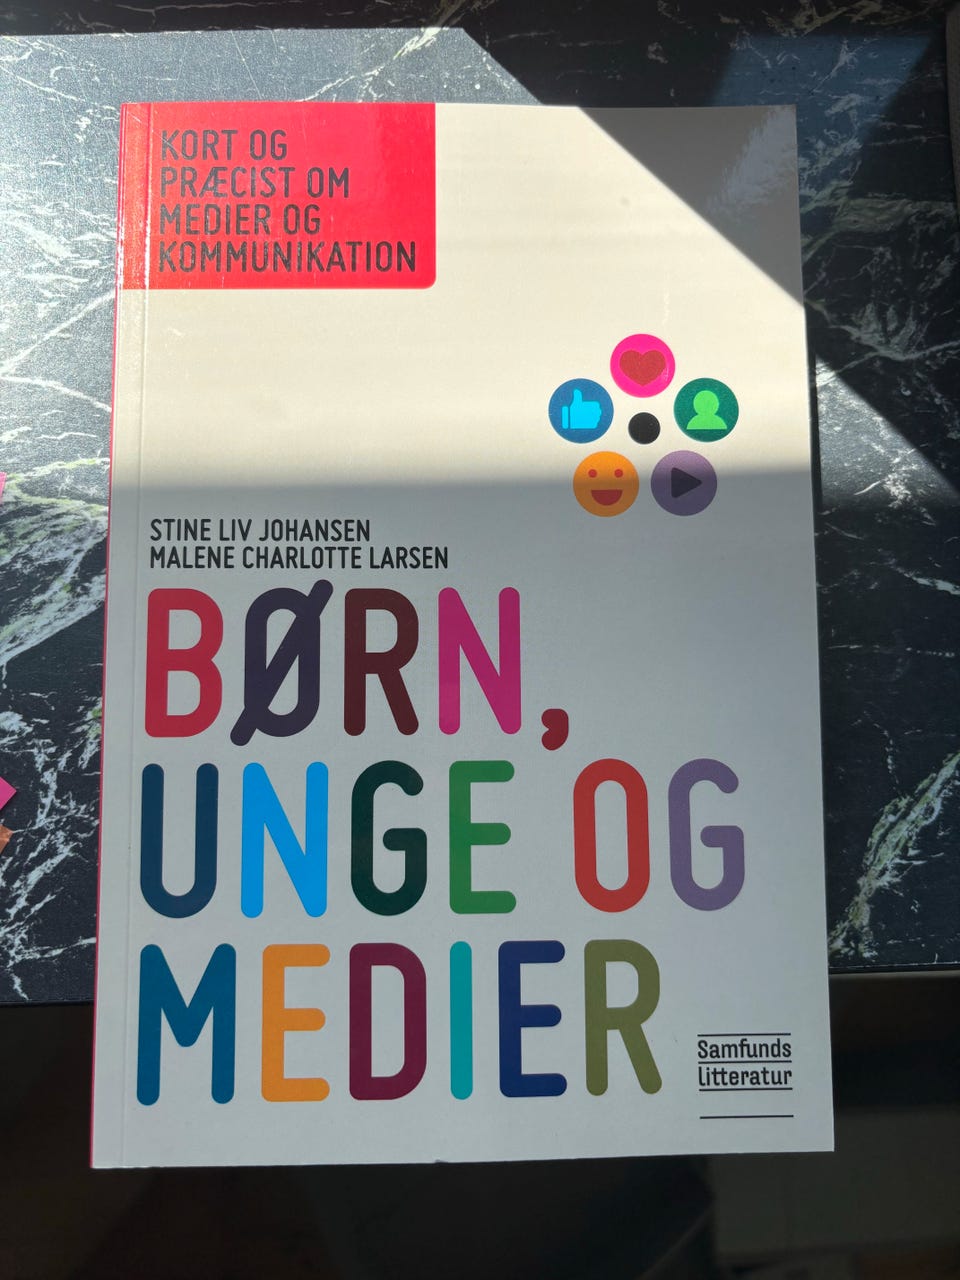 KORT OG
PRÆCIST OM
MEDIER OG
KOMMUNIKATION
STINE LIV JOHANSEN
MALENE CHARLOTTE LARSEN
BØRN,
UNGE OG
MEDIER
Samfunds
litteratur